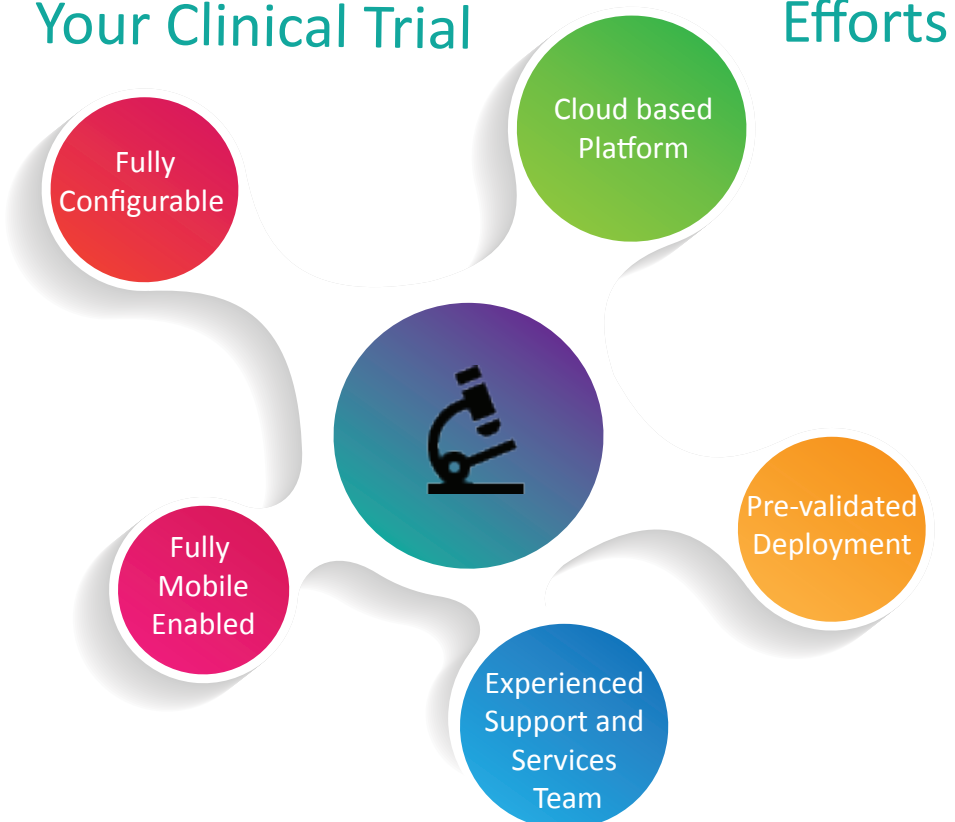 Your Clinical Trial Efforts
Cloud based
Platform
Fully
Configurable
Pre-validated
Deployment
Fully
Mobile
Enabled
Experienced
Support and
Services
Team